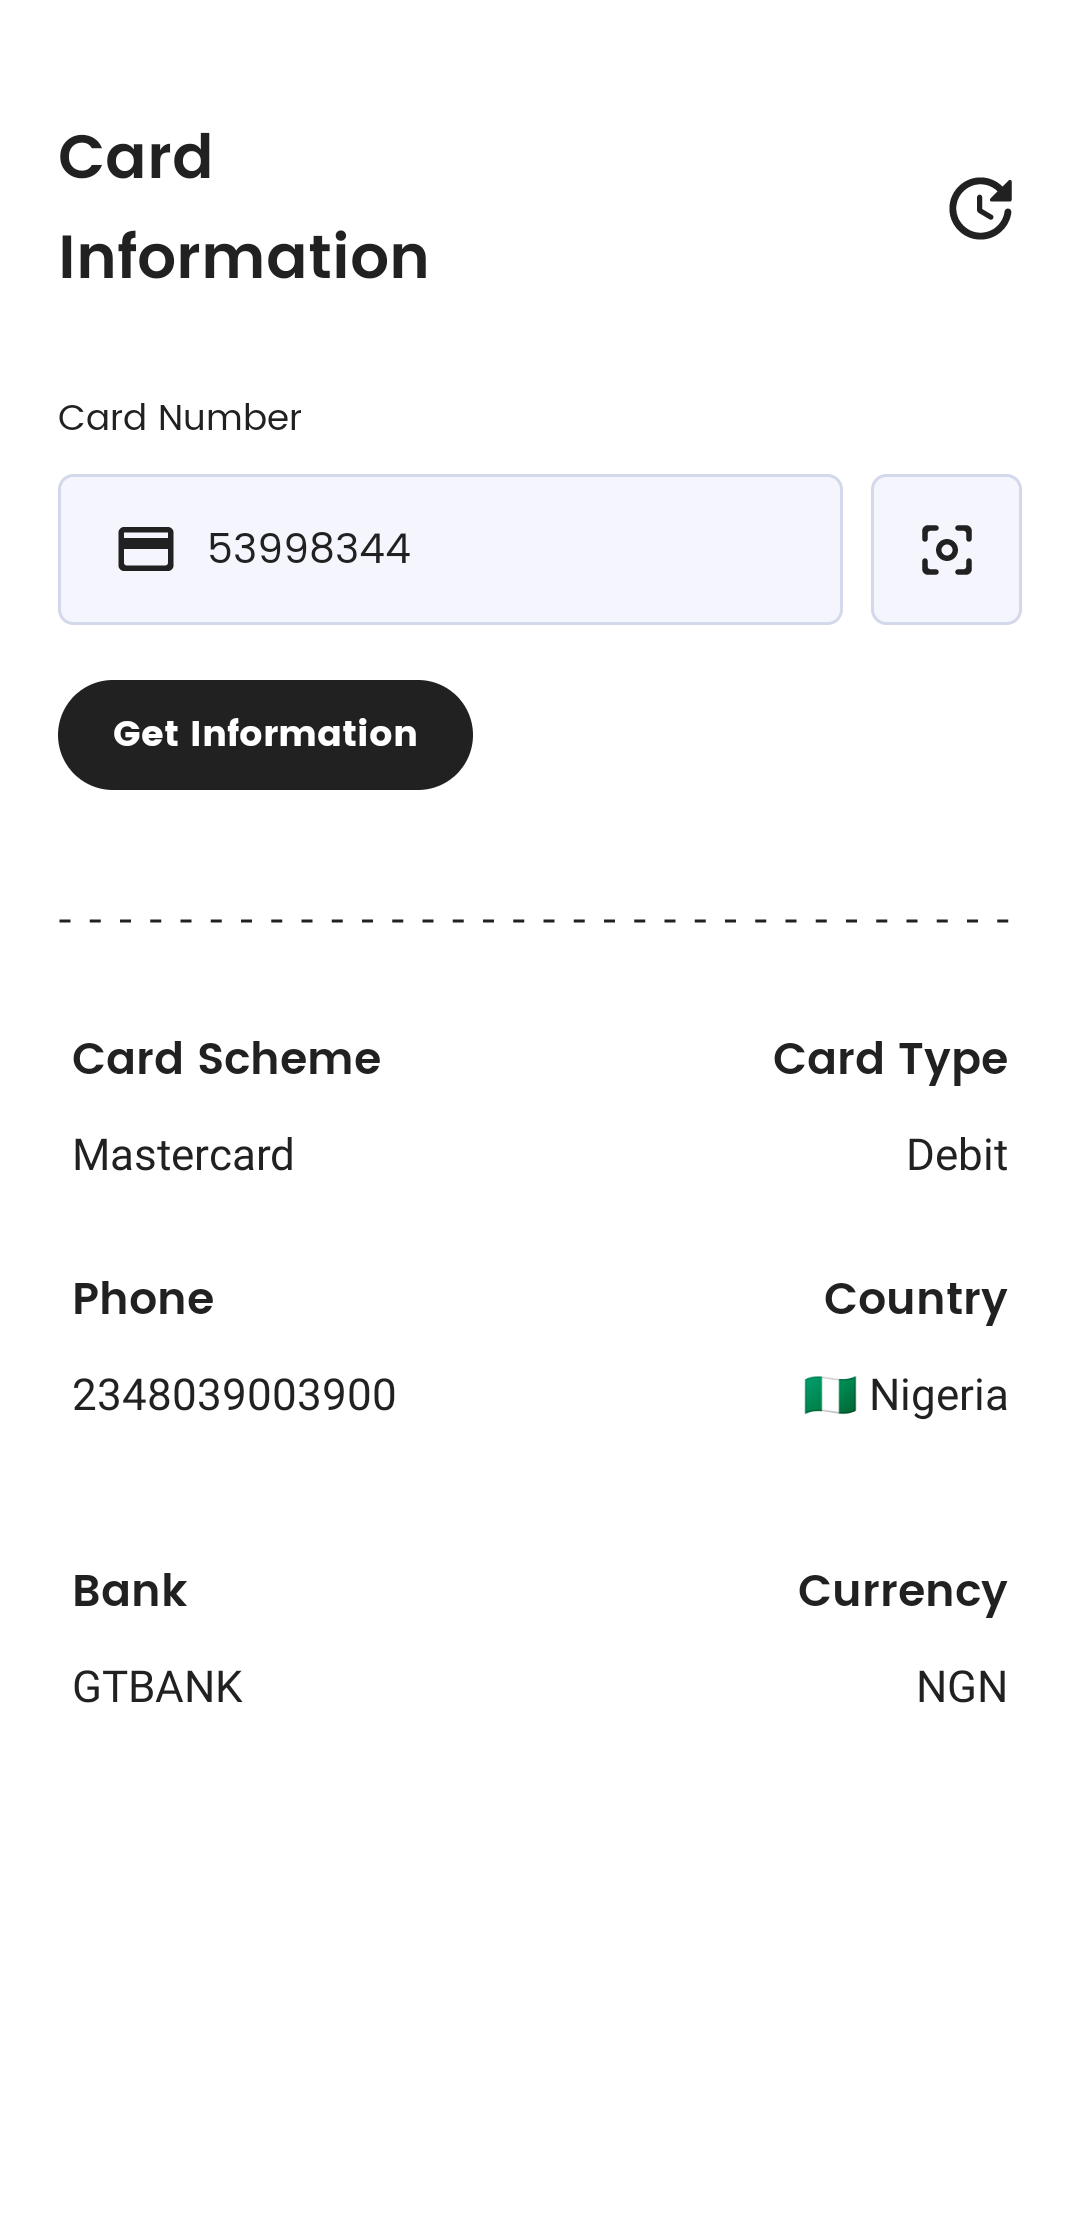 Card
Information
Card Number
53998344
Get Information
Card Scheme
Card Type
Mastercard
Debit
Phone
Country
2348039003900
🇳🇬 Nigeria
Bank
Currency
GTBANK
NGN